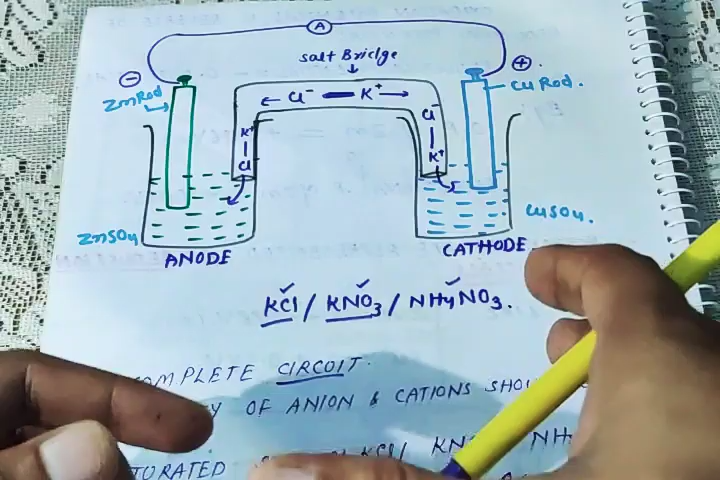 A
salt Bridge
⊖ ⊕
Zn Rod
Cu Rod.
← Cl⁻ — K⁺ →
K⁺ Cl
Cl⁻ K⁺
ZnSO₄
CuSO₄.
ANODE
CATHODE
KCl / KNO₃ / NH₄NO₃.
COMPLETE CIRCUIT.
OF ANION & CATIONS
KCl/